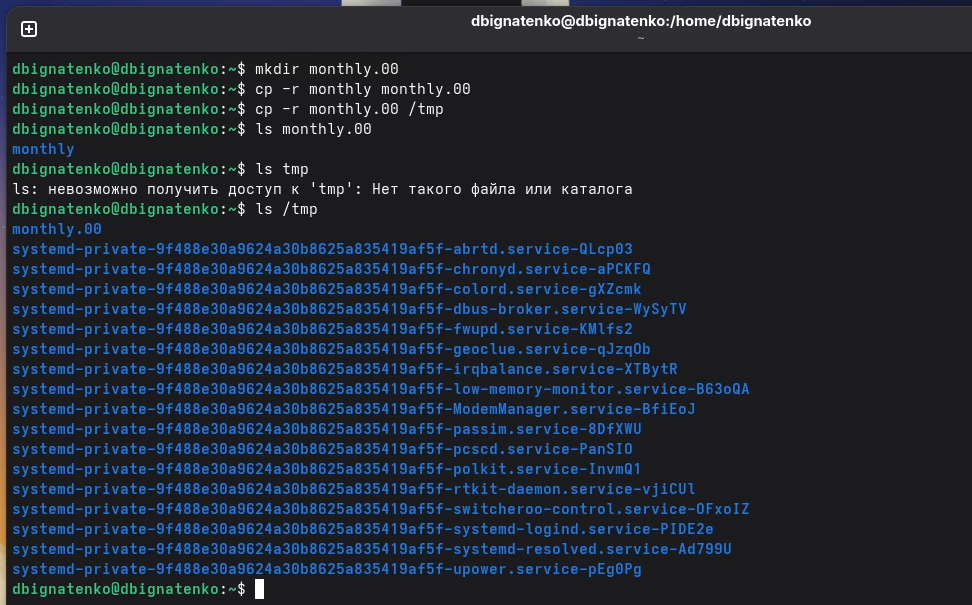 dbignatenko@dbignatenko:/home/dbignatenko
~
dbignatenko@dbignatenko:~$ mkdir monthly.00
dbignatenko@dbignatenko:~$ cp -r monthly monthly.00
dbignatenko@dbignatenko:~$ cp -r monthly.00 /tmp
dbignatenko@dbignatenko:~$ ls monthly.00
monthly
dbignatenko@dbignatenko:~$ ls tmp
ls: невозможно получить доступ к 'tmp': Нет такого файла или каталога
dbignatenko@dbignatenko:~$ ls /tmp
monthly.00
systemd-private-9f488e30a9624a30b8625a835419af5f-abrtd.service-QLcp03
systemd-private-9f488e30a9624a30b8625a835419af5f-chronyd.service-aPCKFQ
systemd-private-9f488e30a9624a30b8625a835419af5f-colord.service-gXZcmk
systemd-private-9f488e30a9624a30b8625a835419af5f-dbus-broker.service-WySyTV
systemd-private-9f488e30a9624a30b8625a835419af5f-fwupd.service-KMlfs2
systemd-private-9f488e30a9624a30b8625a835419af5f-geoclue.service-qJzqOb
systemd-private-9f488e30a9624a30b8625a835419af5f-irqbalance.service-XTBytR
systemd-private-9f488e30a9624a30b8625a835419af5f-low-memory-monitor.service-B63oQA
systemd-private-9f488e30a9624a30b8625a835419af5f-ModemManager.service-BfiEoJ
systemd-private-9f488e30a9624a30b8625a835419af5f-passim.service-8DfXWU
systemd-private-9f488e30a9624a30b8625a835419af5f-pcscd.service-PanSIO
systemd-private-9f488e30a9624a30b8625a835419af5f-polkit.service-InvmQ1
systemd-private-9f488e30a9624a30b8625a835419af5f-rtkit-daemon.service-vjiCUl
systemd-private-9f488e30a9624a30b8625a835419af5f-switcheroo-control.service-OFxoIZ
systemd-private-9f488e30a9624a30b8625a835419af5f-systemd-logind.service-PIDE2e
systemd-private-9f488e30a9624a30b8625a835419af5f-systemd-resolved.service-Ad799U
systemd-private-9f488e30a9624a30b8625a835419af5f-upower.service-pEg0Pg
dbignatenko@dbignatenko:~$